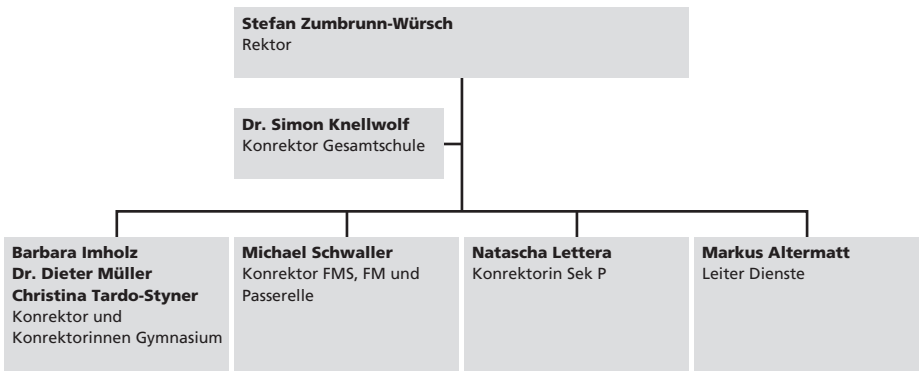 Stefan Zumbrunn-Würsch
Rektor
Dr. Simon Knellwolf
Konrektor Gesamtschule
Barbara Imholz
Dr. Dieter Müller
Christina Tardo-Styner
Konrektor und
Konrektorinnen Gymnasium
Michael Schwaller
Konrektor FMS, FM und
Passerelle
Natascha Lettera
Konrektorin Sek P
Markus Altermatt
Leiter Dienste